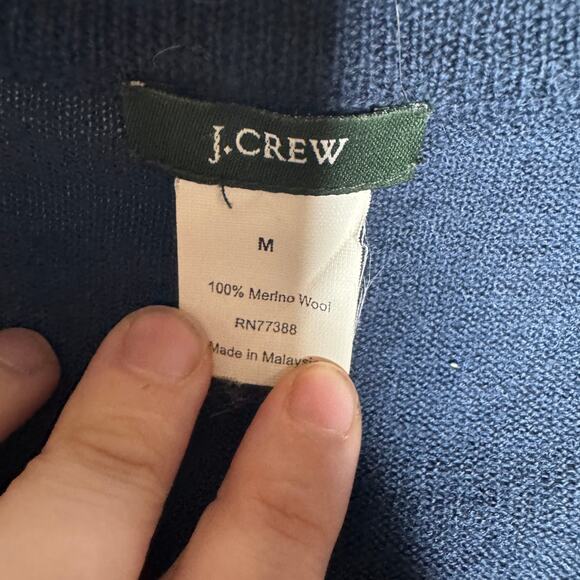 J.CREW
M
100% Merino Wool
RN77388
Made in